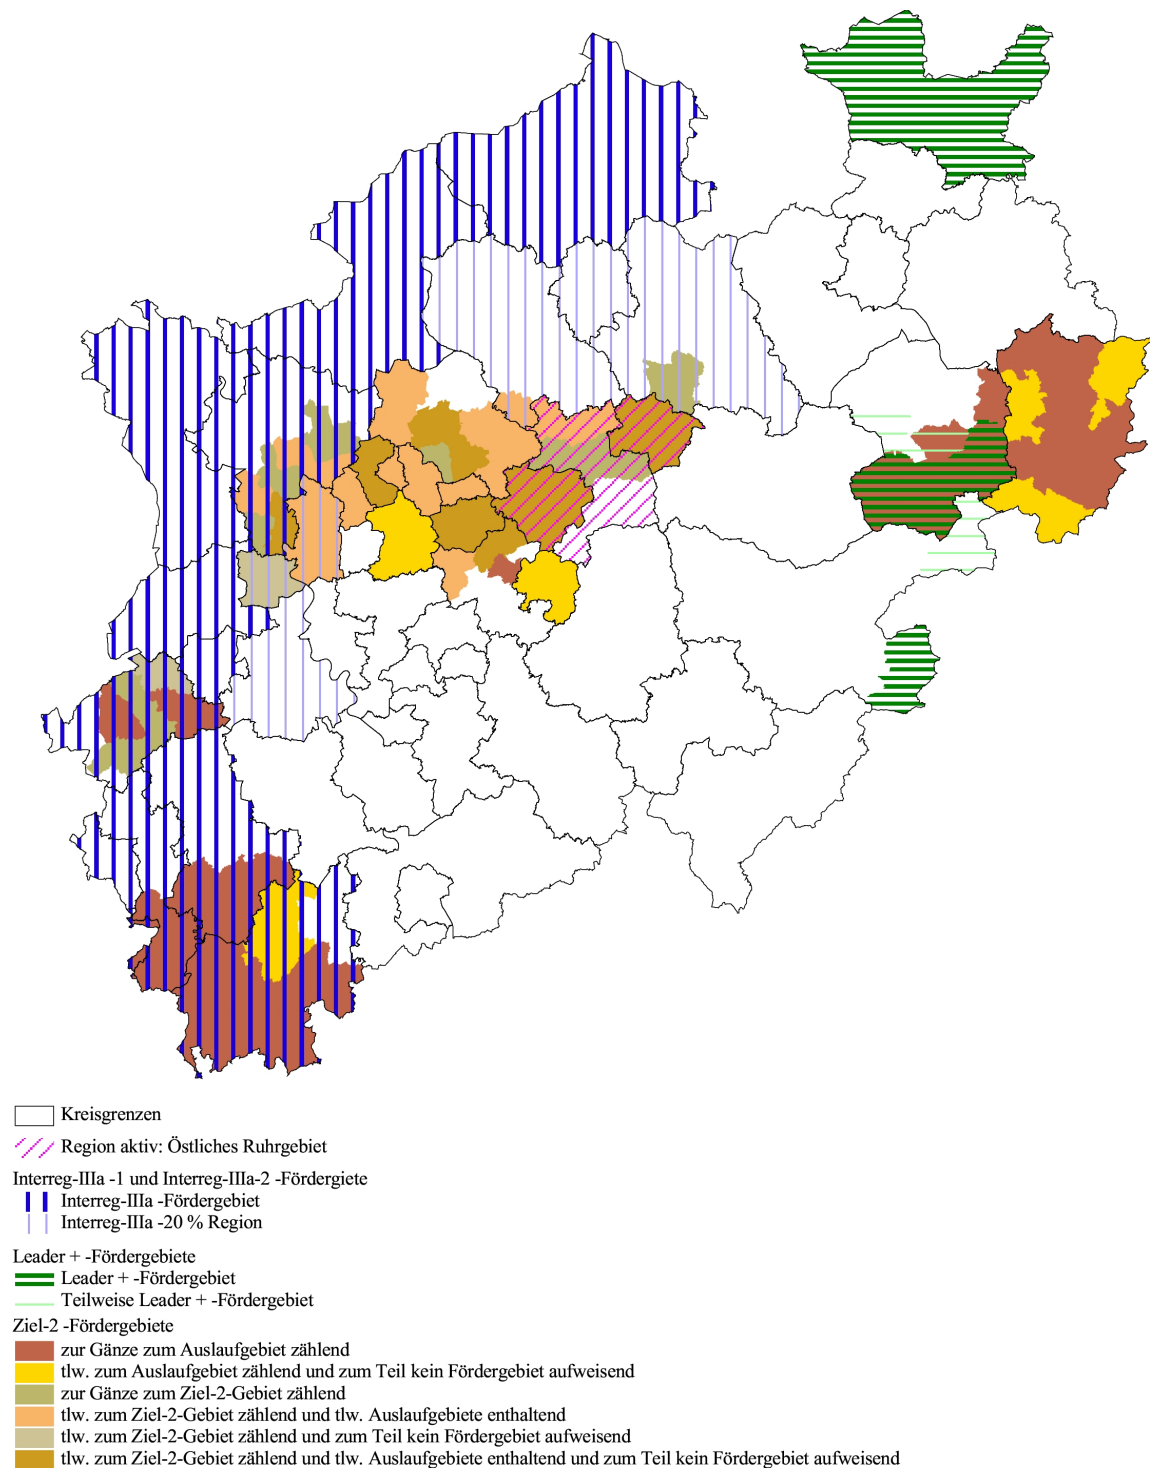 Kreisgrenzen
Region aktiv: Östliches Ruhrgebiet
Interreg-IIIa -1 und Interreg-IIIa-2 -Fördergiete
Interreg-IIIa -Fördergebiet
Interreg-IIIa -20 % Region
Leader + -Fördergebiete
Leader + -Fördergebiet
Teilweise Leader + -Fördergebiet
Ziel-2 -Fördergebiete
zur Gänze zum Auslaufgebiet zählend
tlw. zum Auslaufgebiet zählend und zum Teil kein Fördergebiet aufweisend
zur Gänze zum Ziel-2-Gebiet zählend
tlw. zum Ziel-2-Gebiet zählend und tlw. Auslaufgebiete enthaltend
tlw. zum Ziel-2-Gebiet zählend und zum Teil kein Fördergebiet aufweisend
tlw. zum Ziel-2-Gebiet zählend und tlw. Auslaufgebiete enthaltend und zum Teil kein Fördergebiet aufweisend